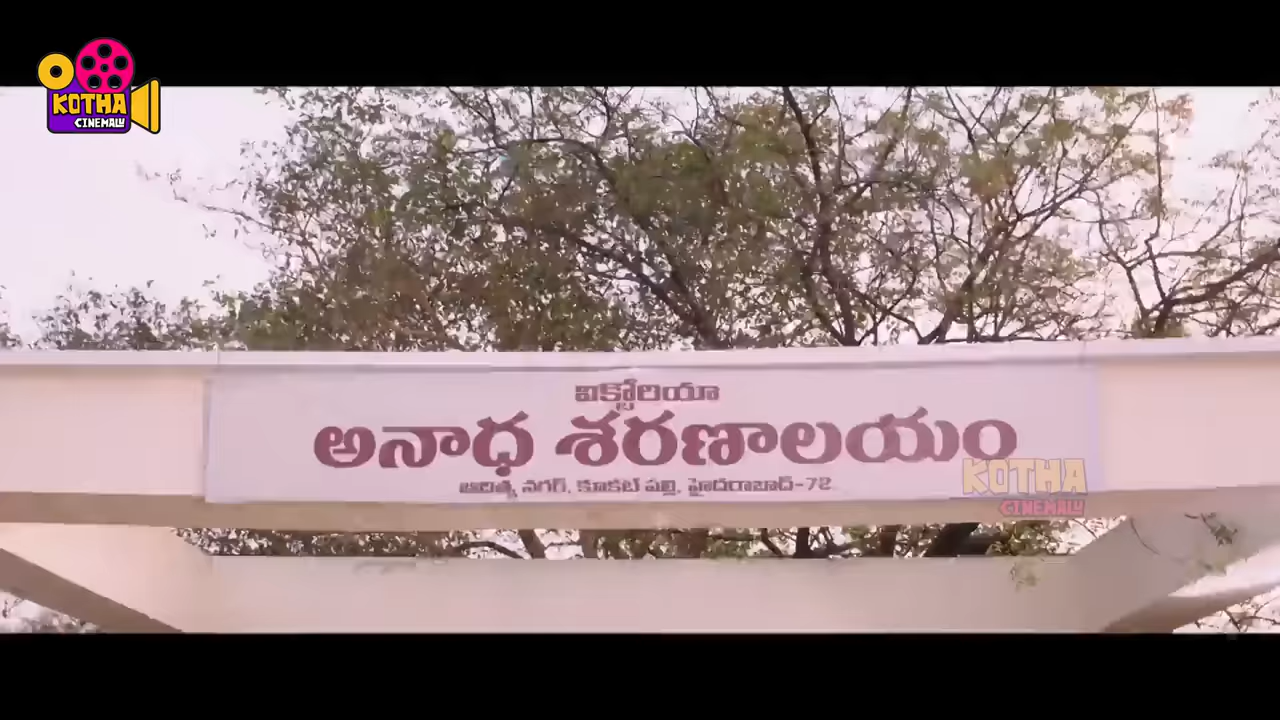 KOTHA
CINEMALU
విక్టోరియా
అనాధ శరణాలయం
ఆదిత్య నగర్, కూకట్ పల్లి, హైదరాబాద్-72
KOTHA
CINEMALU